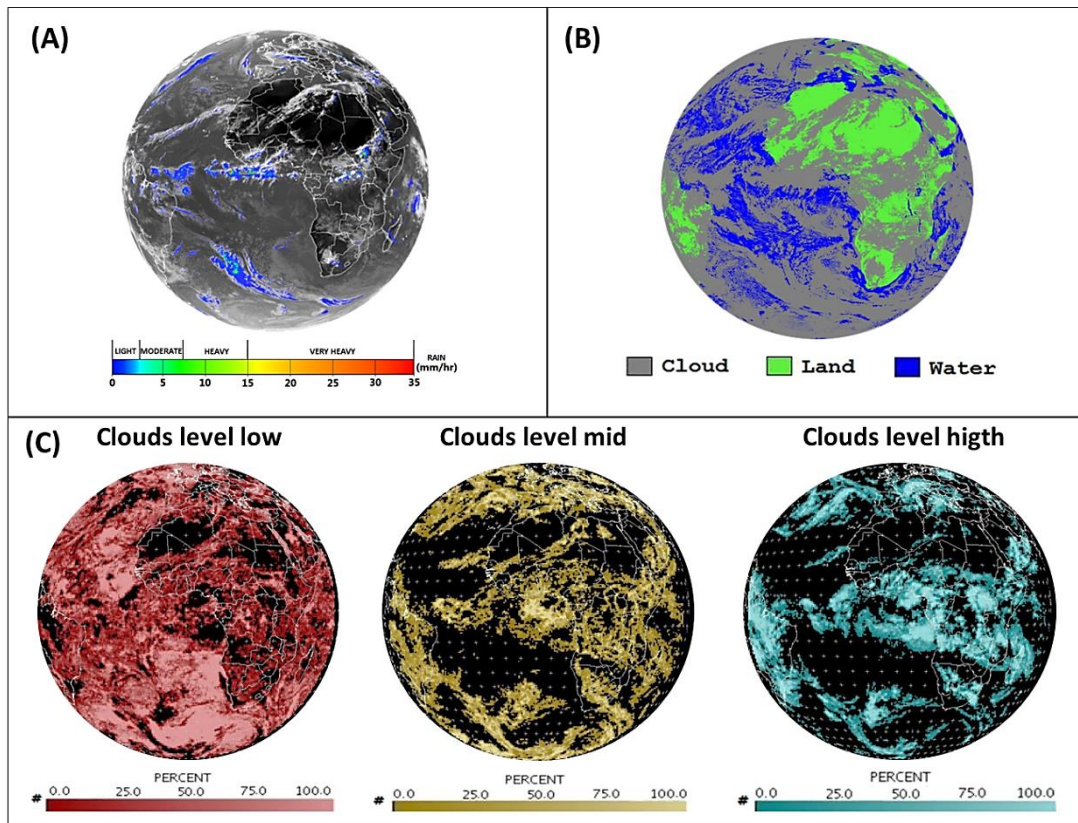 (A)
LIGHT MODERATE HEAVY VERY HEAVY RAIN
(mm/hr)
0 5 10 15 20 25 30 35
(B)
Cloud Land Water
(C)
Clouds level low Clouds level mid Clouds level higth
PERCENT PERCENT PERCENT
# 0.0 25.0 50.0 75.0 100.0 # 0.0 25.0 50.0 75.0 100.0 # 0.0 25.0 50.0 75.0 100.0